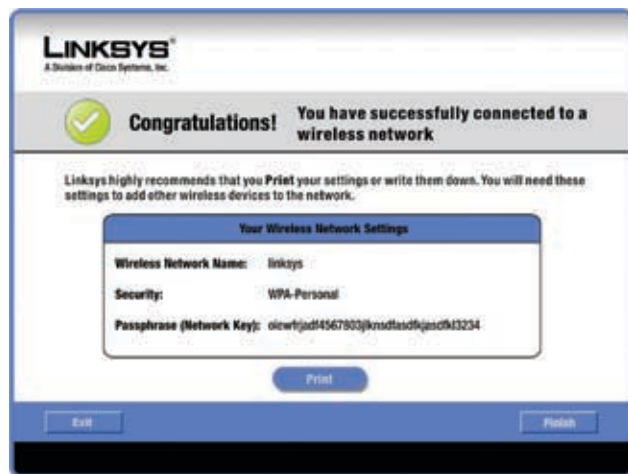 LINKSYS®
A Division of Cisco Systems, Inc.
Congratulations!
You have successfully connected to a
wireless network
Linksys highly recommends that you Print your settings or write them down. You will need these
settings to add other wireless devices to the network.
Your Wireless Network Settings
Wireless Network Name: linksys
Security: WPA-Personal
Passphrase (Network Key):
Print
Exit
Finish